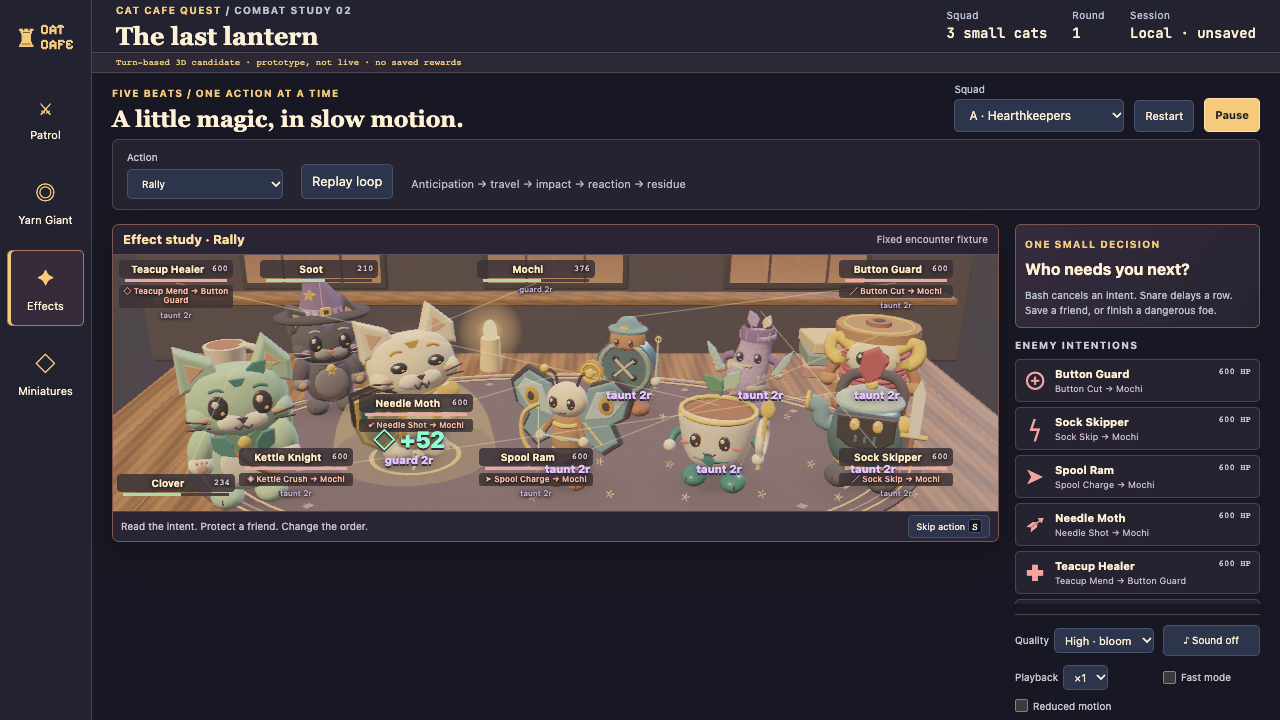 CAT CAFE
Patrol
Yarn Giant
Effects
Miniatures
CAT CAFE QUEST / COMBAT STUDY 02
The last lantern
Squad
3 small cats
Round
1
Session
Local · unsaved
Turn-based 3D candidate · prototype, not live · no saved rewards
FIVE BEATS / ONE ACTION AT A TIME
A little magic, in slow motion.
Squad
A · Hearthkeepers
Restart
Pause
Action
Rally
Replay loop
Anticipation → travel → impact → reaction → residue
Effect study · Rally
Fixed encounter fixture
Teacup Healer 600
◇ Teacup Mend → Button
Guard
taunt 2r
Soot 210
Mochi 376
guard 2r
Button Guard 600
⟋ Button Cut → Mochi
taunt 2r
taunt 2r
taunt 2r
taunt 2r
Needle Moth 600
➶ Needle Shot → Mochi
+52
guard 2r
Kettle Knight 600
◈ Kettle Crush → Mochi
taunt 2r
Spool Ram 600
taunt 2r
➤ Spool Charge → Mochi
taunt 2r
taunt 2r
Sock Skipper 600
taunt 2r
⟋ Sock Skip → Mochi
taunt 2r
Clover 234
Read the intent. Protect a friend. Change the order.
Skip action S
ONE SMALL DECISION
Who needs you next?
Bash cancels an intent. Snare delays a row.
Save a friend, or finish a dangerous foe.
ENEMY INTENTIONS
Button Guard
600 HP
Button Cut → Mochi
Sock Skipper
600 HP
Sock Skip → Mochi
Spool Ram
600 HP
Spool Charge → Mochi
Needle Moth
600 HP
Needle Shot → Mochi
Teacup Healer
600 HP
Teacup Mend → Button Guard
Quality
High · bloom
♪ Sound off
Playback
×1
Fast mode
Reduced motion